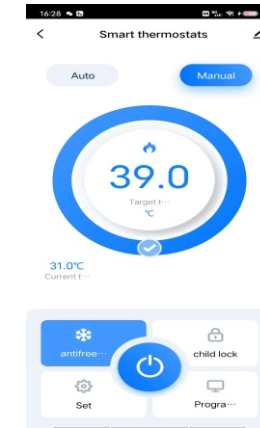 16:28
Smart thermostats
Auto
Manual
39.0
Target t···
℃
31.0℃
Current t···
antifree···
child lock
Set
Progra···